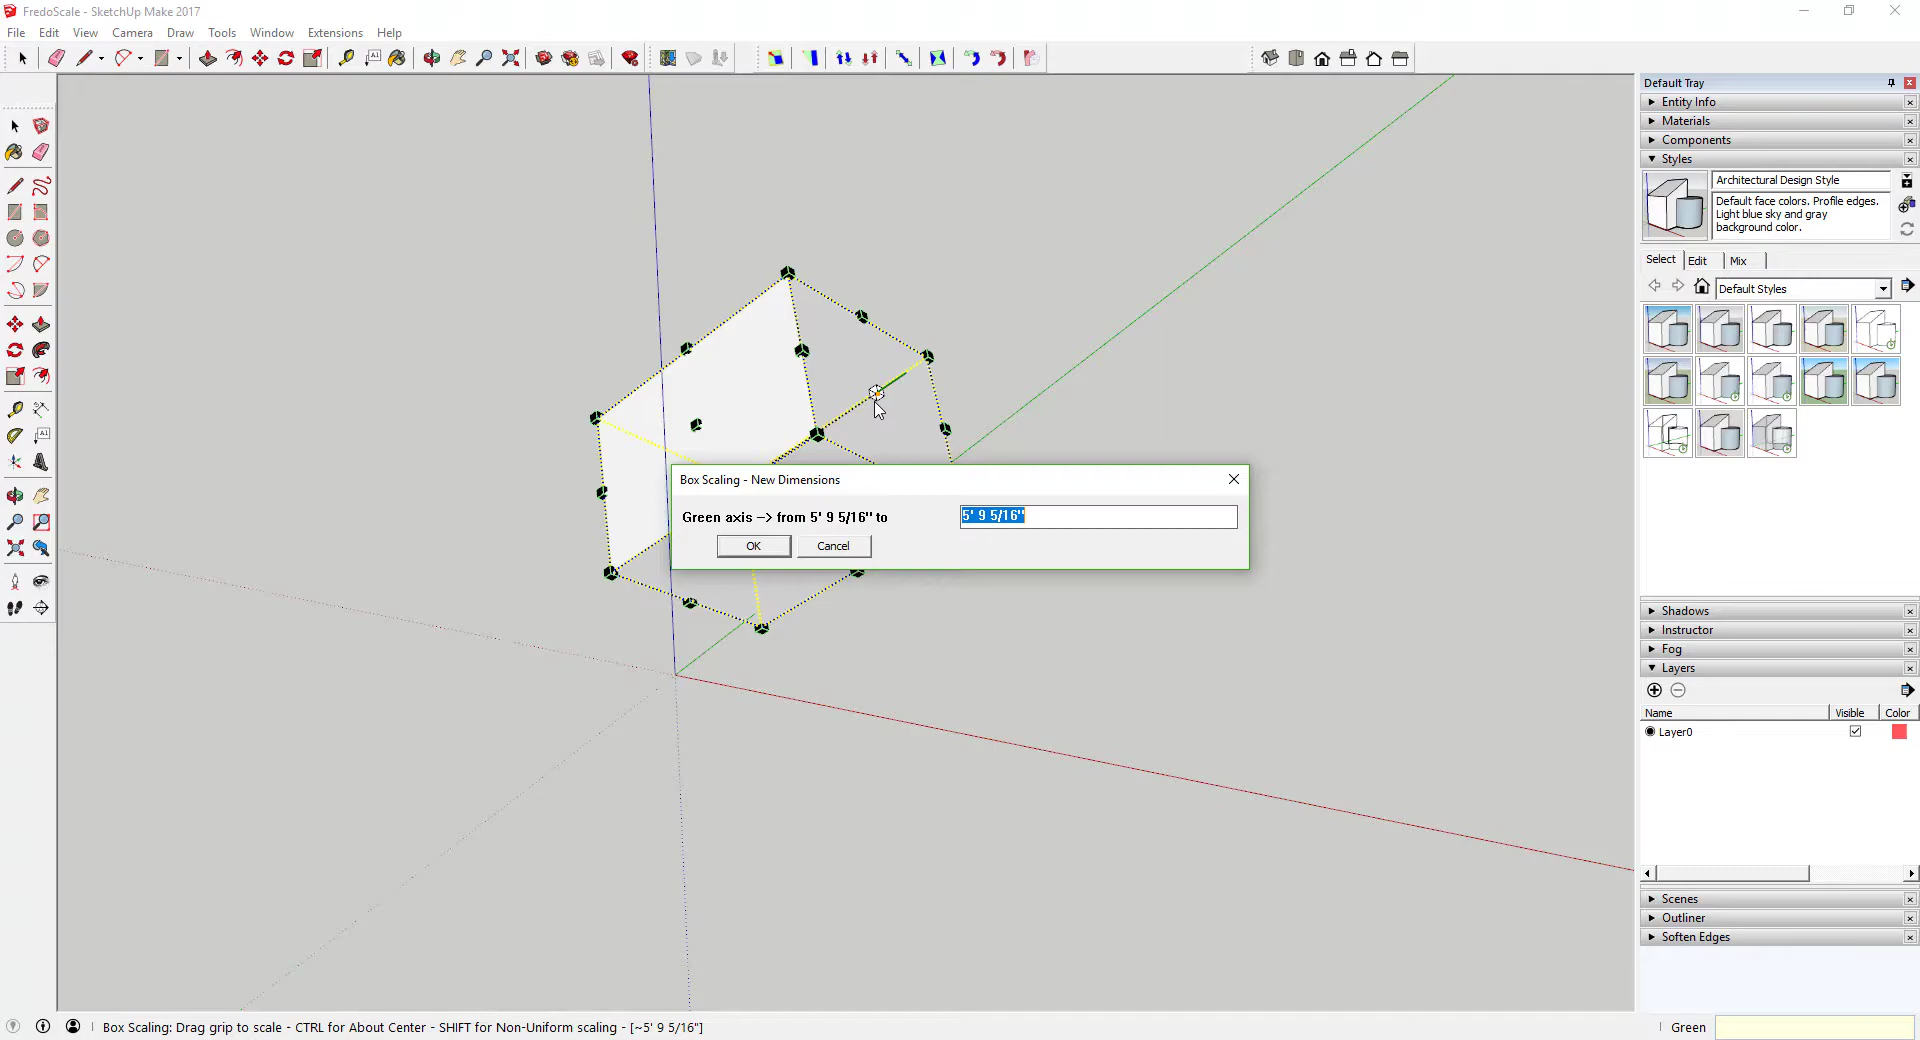 FredoScale - SketchUp Make 2017
File Edit View Camera Draw Tools Window Extensions Help
Default Tray
Entity Info
Materials
Components
Styles
Architectural Design Style
Default face colors. Profile edges.
Light blue sky and gray
background color.
Select Edit Mix
Default Styles
Box Scaling - New Dimensions
Green axis --> from 5' 9 5/16" to 5' 9 5/16"
OK Cancel
Shadows
Instructor
Fog
Layers
Name Visible Color
Layer0
Scenes
Outliner
Soften Edges
Box Scaling: Drag grip to scale - CTRL for About Center - SHIFT for Non-Uniform scaling - [~5' 9 5/16"]
Green